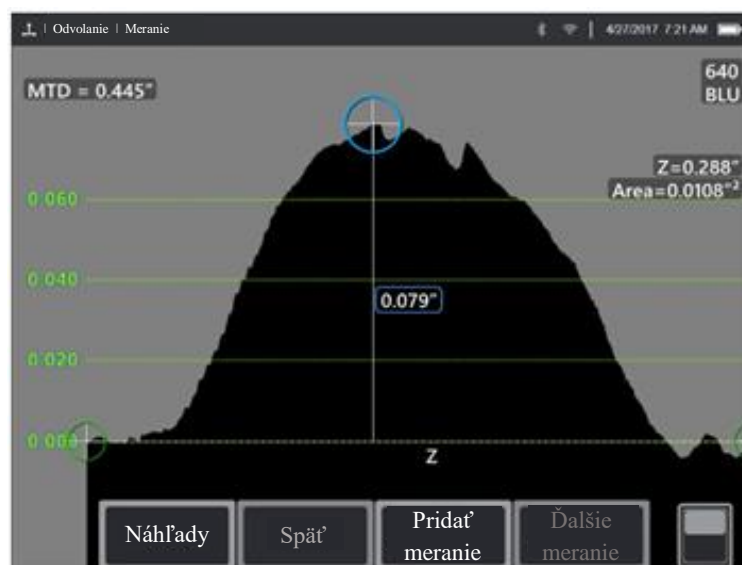 Odvolanie | Meranie
4/27/2017 7:21 AM
MTD = 0.445"
640
BLU
Z=0.288"
Area=0.0108"²
0.060
0.040
0.079"
0.020
0.000
Z
Náhľady
Späť
Pridať
meranie
Ďalšie
meranie